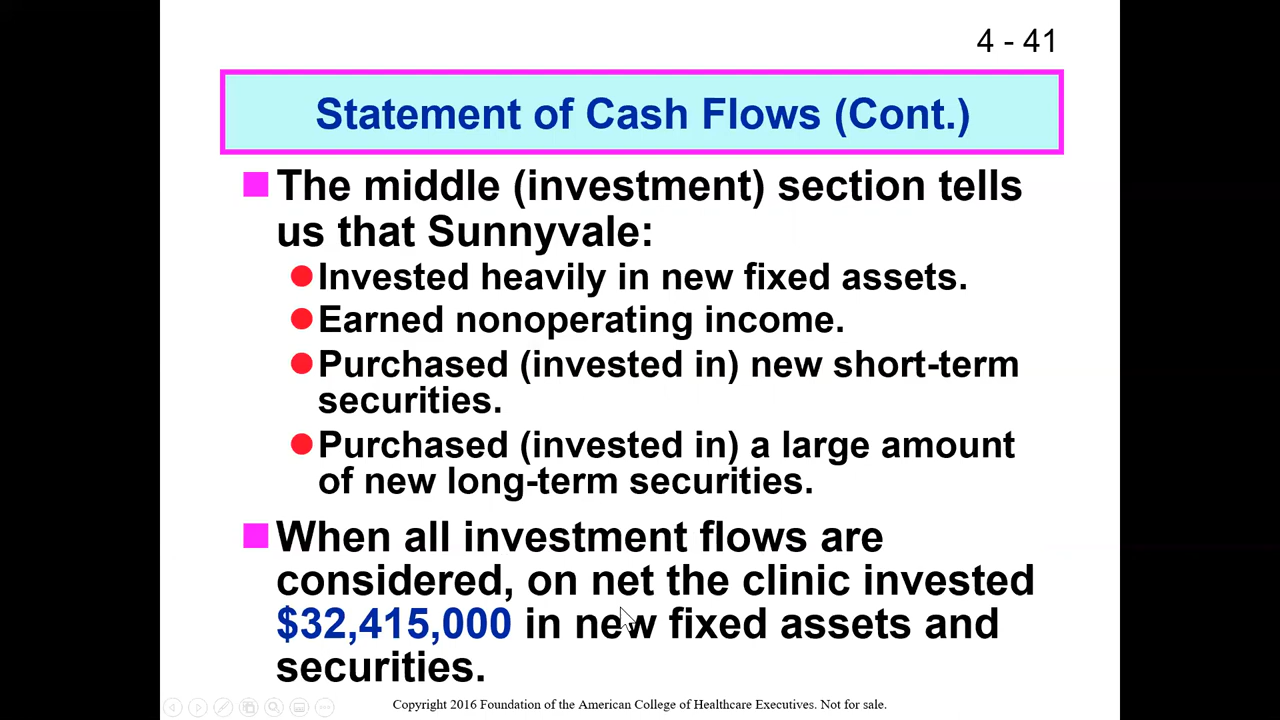 4 - 41
Statement of Cash Flows (Cont.)
The middle (investment) section tells
us that Sunnyvale:
Invested heavily in new fixed assets.
Earned nonoperating income.
Purchased (invested in) new short-term
securities.
Purchased (invested in) a large amount
of new long-term securities.
When all investment flows are
considered, on net the clinic invested
$32,415,000 in new fixed assets and
securities.
Copyright 2016 Foundation of the American College of Healthcare Executives. Not for sale.